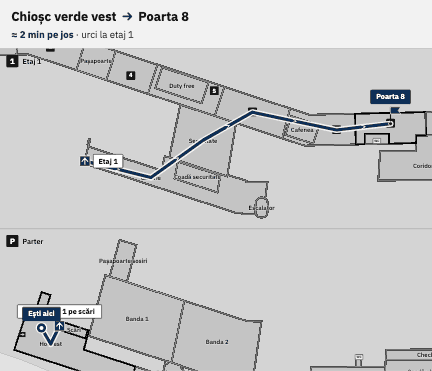 Chioșc verde vest → Poarta 8
≈ 2 min pe jos · urci la etaj 1
1 Etaj 1
Pașapoarte
4
5
Duty free
Poarta 8
Cafenea
Etaj 1
coadă securitate
Escalator
Coridor
P Parter
Pașapoarte sosiri
Ești aici
1 pe scări
Scări
Banda 1
Banda 2